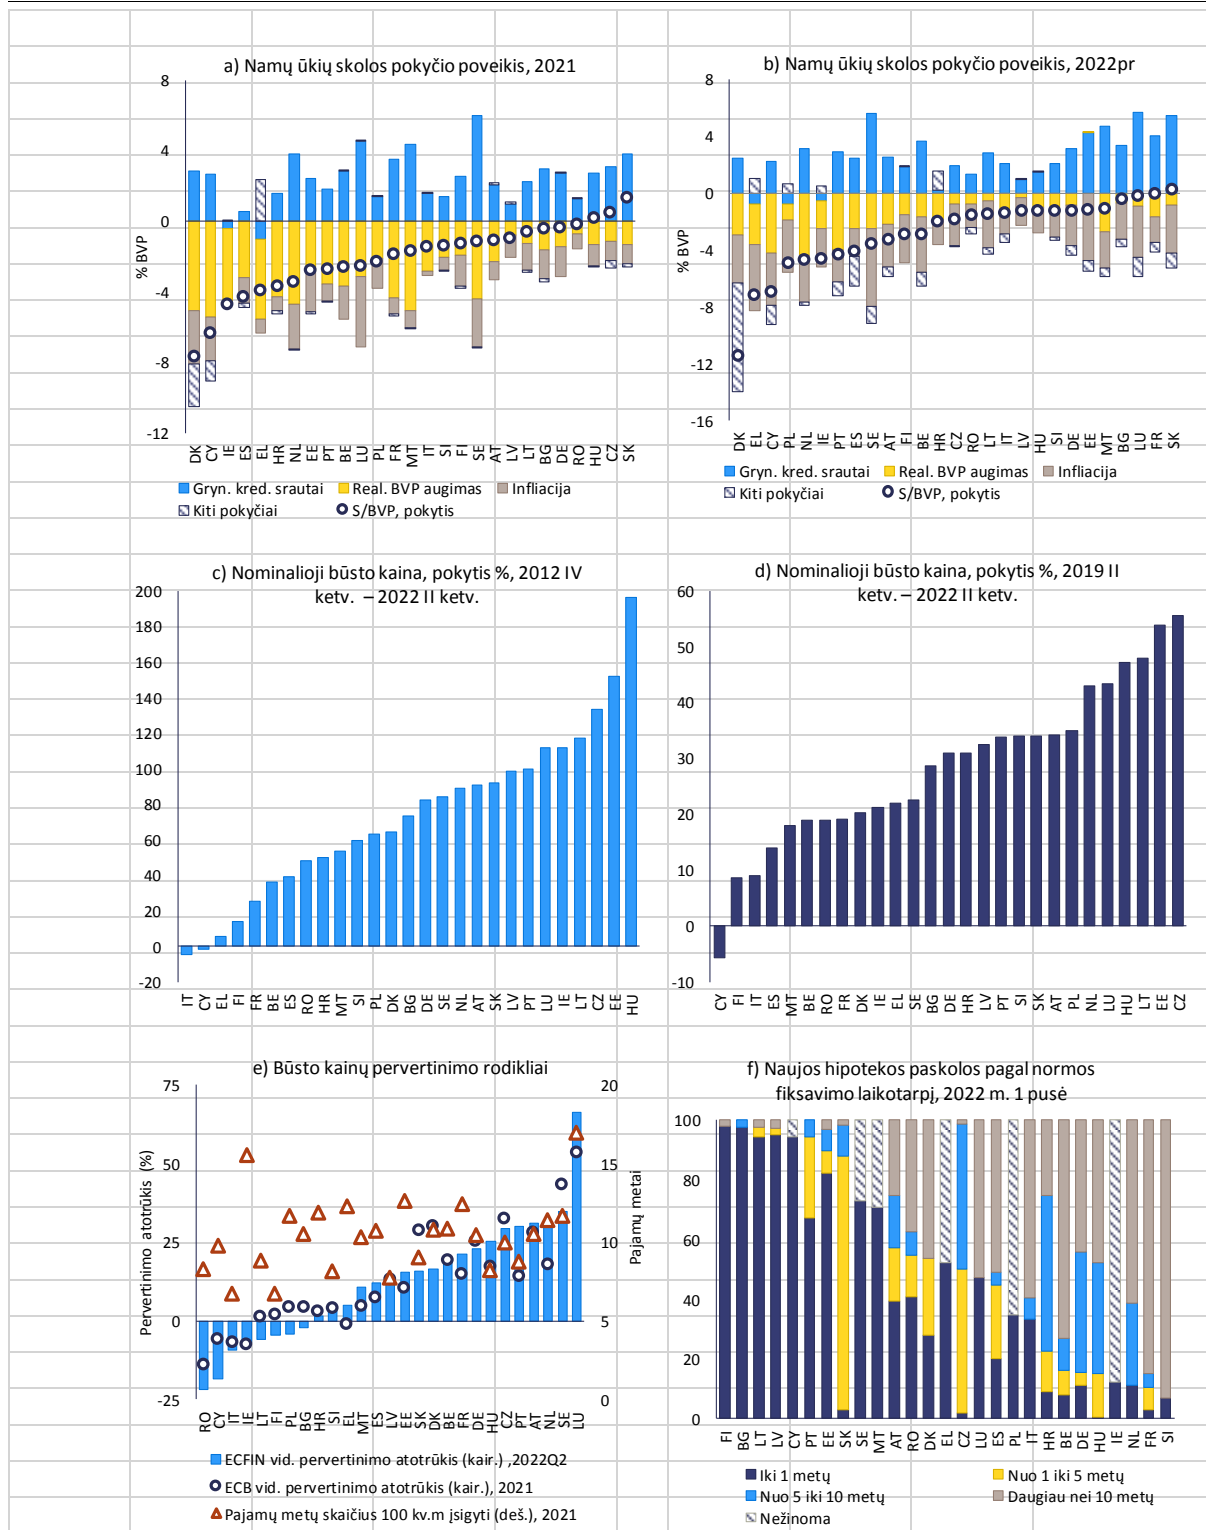 a) Namų ūkių skolos pokyčio poveikis, 2021
8
4
0
-4
-8
-12
% BVP
DK CY IE ES EL HR NL EE PT BE LU PL FR MT IT SI FI SE AT LV LT BG DE RO HU CZ SK
Gryn. kred. srautai Real. BVP augimas Infliacija
Kiti pokyčiai S/BVP, pokytis
b) Namų ūkių skolos pokyčio poveikis, 2022pr
8
4
0
-4
-8
-12
-16
% BVP
DK EL CY PL NL IE PT ES SE AT FI BE HR CZ RO LT IT LV HU SI DE EE MT BG LU FR SK
Gryn. kred. srautai Real. BVP augimas Infliacija
Kiti pokyčiai S/BVP, pokytis
c) Nominalioji būsto kaina, pokytis %, 2012 IV
ketv. – 2022 II ketv.
200
180
160
140
120
100
80
60
40
20
0
-20
IT CY EL FI FR BE ES RO HR MT SI PL DK BG DE SE NL AT SK LV PT LU IE LT CZ EE HU
d) Nominalioji būsto kaina, pokytis %, 2019 II
ketv. – 2022 II ketv.
60
50
40
30
20
10
0
-10
CY FI IT ES MT BE RO FR DK IE EL SE BG DE HR LV PT SI SK AT PL NL LU HU LT EE CZ
e) Būsto kainų pervertinimo rodikliai
75
50
25
0
-25
Pervertinimo atotrūkis (%)
20
15
10
5
0
Pajamų metai
RO CY IT IE LT FI PL BG HR SI EL MT ES LV EE SK DK BE FR DE HU CZ PT AT NL SE LU
ECFIN vid. pervertinimo atotrūkis (kair.) ,2022Q2
ECB vid. pervertinimo atotrūkis (kair.), 2021
Pajamų metų skaičius 100 kv.m įsigyti (deš.), 2021
f) Naujos hipotekos paskolos pagal normos
fiksavimo laikotarpį, 2022 m. 1 pusė
100
80
60
40
20
0
FI BG LT LV CY PT EE SK SE MT AT RO DK EL CZ LU ES PL IT HR BE DE HU IE NL FR SI
Iki 1 metų Nuo 1 iki 5 metų
Nuo 5 iki 10 metų Daugiau nei 10 metų
Nežinoma